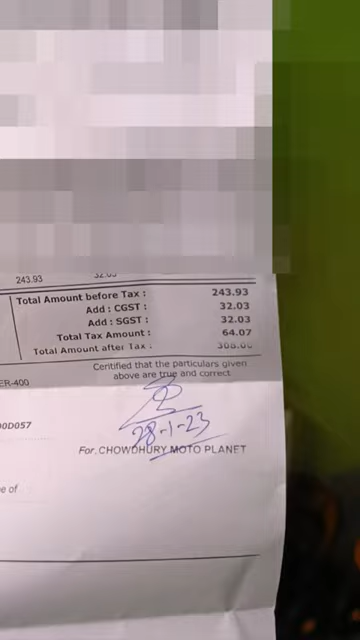 243.93 32.03
Total Amount before Tax : 243.93
Add : CGST : 32.03
Add : SGST : 32.03
Total Tax Amount : 64.07
Total Amount after Tax : 308.00
Certified that the particulars given
above are true and correct
ER-400
28-1-23
00D057
For, CHOWDHURY MOTO PLANET
e of